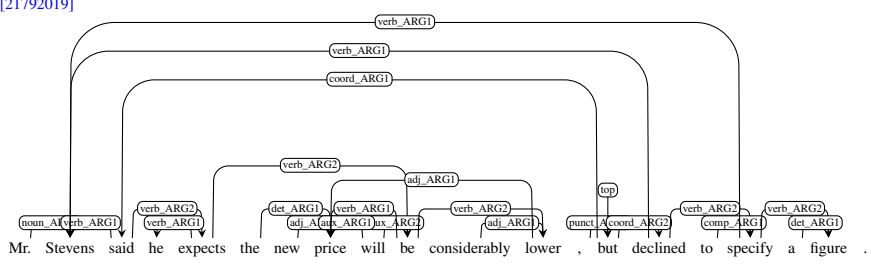 [21792019]
verb_ARG1
verb_ARG1
coord_ARG1
verb_ARG2
adj_ARG1
top
verb_ARG2 det_ARG1 verb_ARG1 verb_ARG2 verb_ARG2 verb_ARG2
verb_ARG1 verb_ARG1 aux_ARG1 adj_ARG1 coord_ARG2 comp_ARG1 det_ARG1
Mr. Stevens said he expects the new price will be considerably lower , but declined to specify a figure .